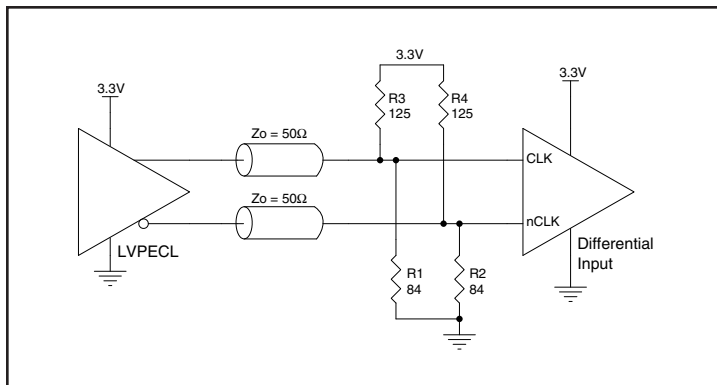 3.3V
3.3V
3.3V
R3
125
R4
125
Zo = 50Ω
CLK
Zo = 50Ω
nCLK
LVPECL
Differential
Input
R1
84
R2
84